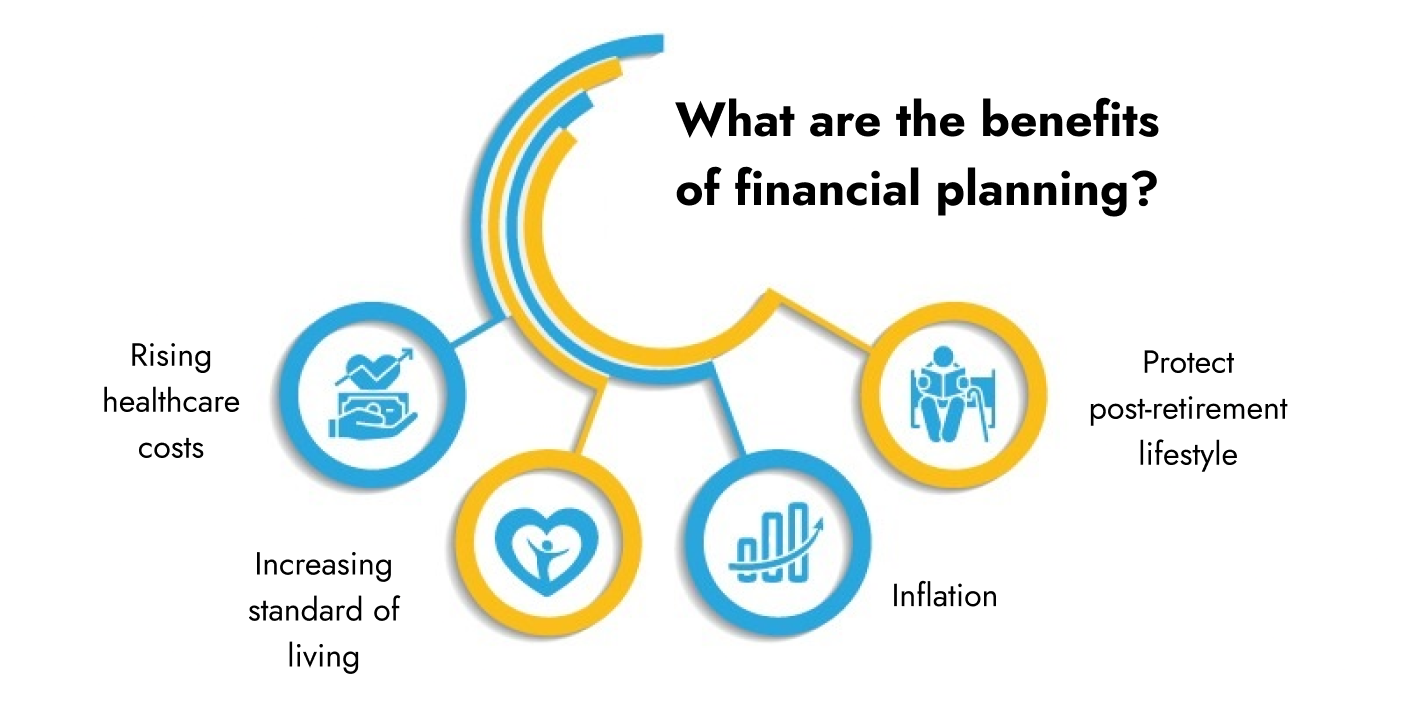 What are the benefits
of financial planning?
Rising
healthcare
costs
Increasing
standard of
living
Inflation
Protect
post-retirement
lifestyle